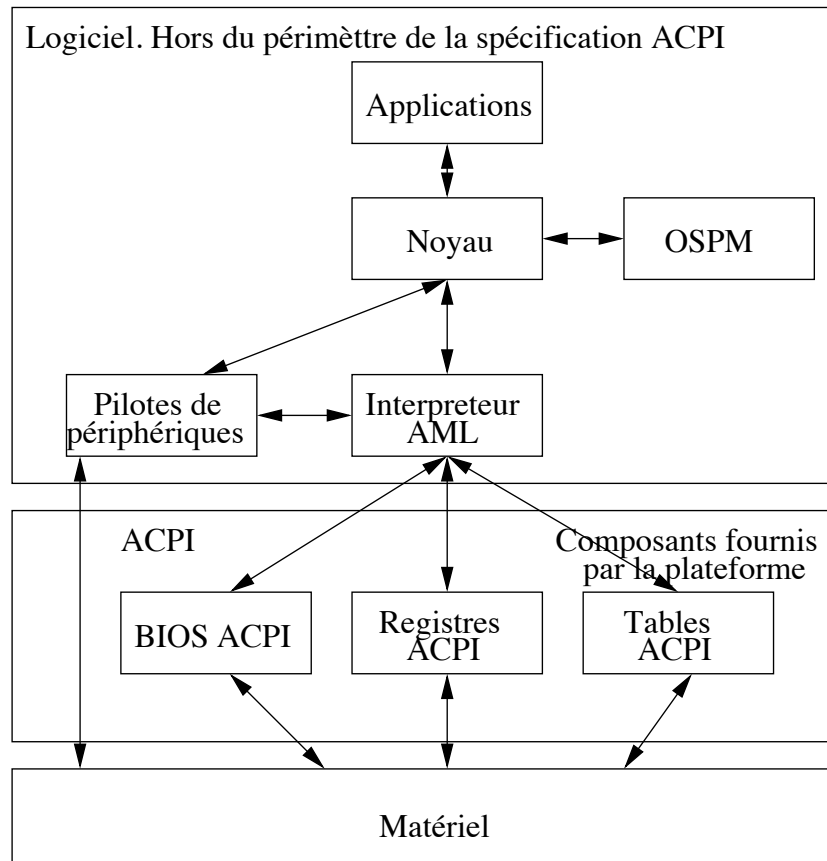 Logiciel. Hors du périmèttre de la spécification ACPI
Applications
Noyau
OSPM
Pilotes de
périphériques
Interpreteur
AML
ACPI
Composants fournis
par la plateforme
BIOS ACPI
Registres
ACPI
Tables
ACPI
Matériel